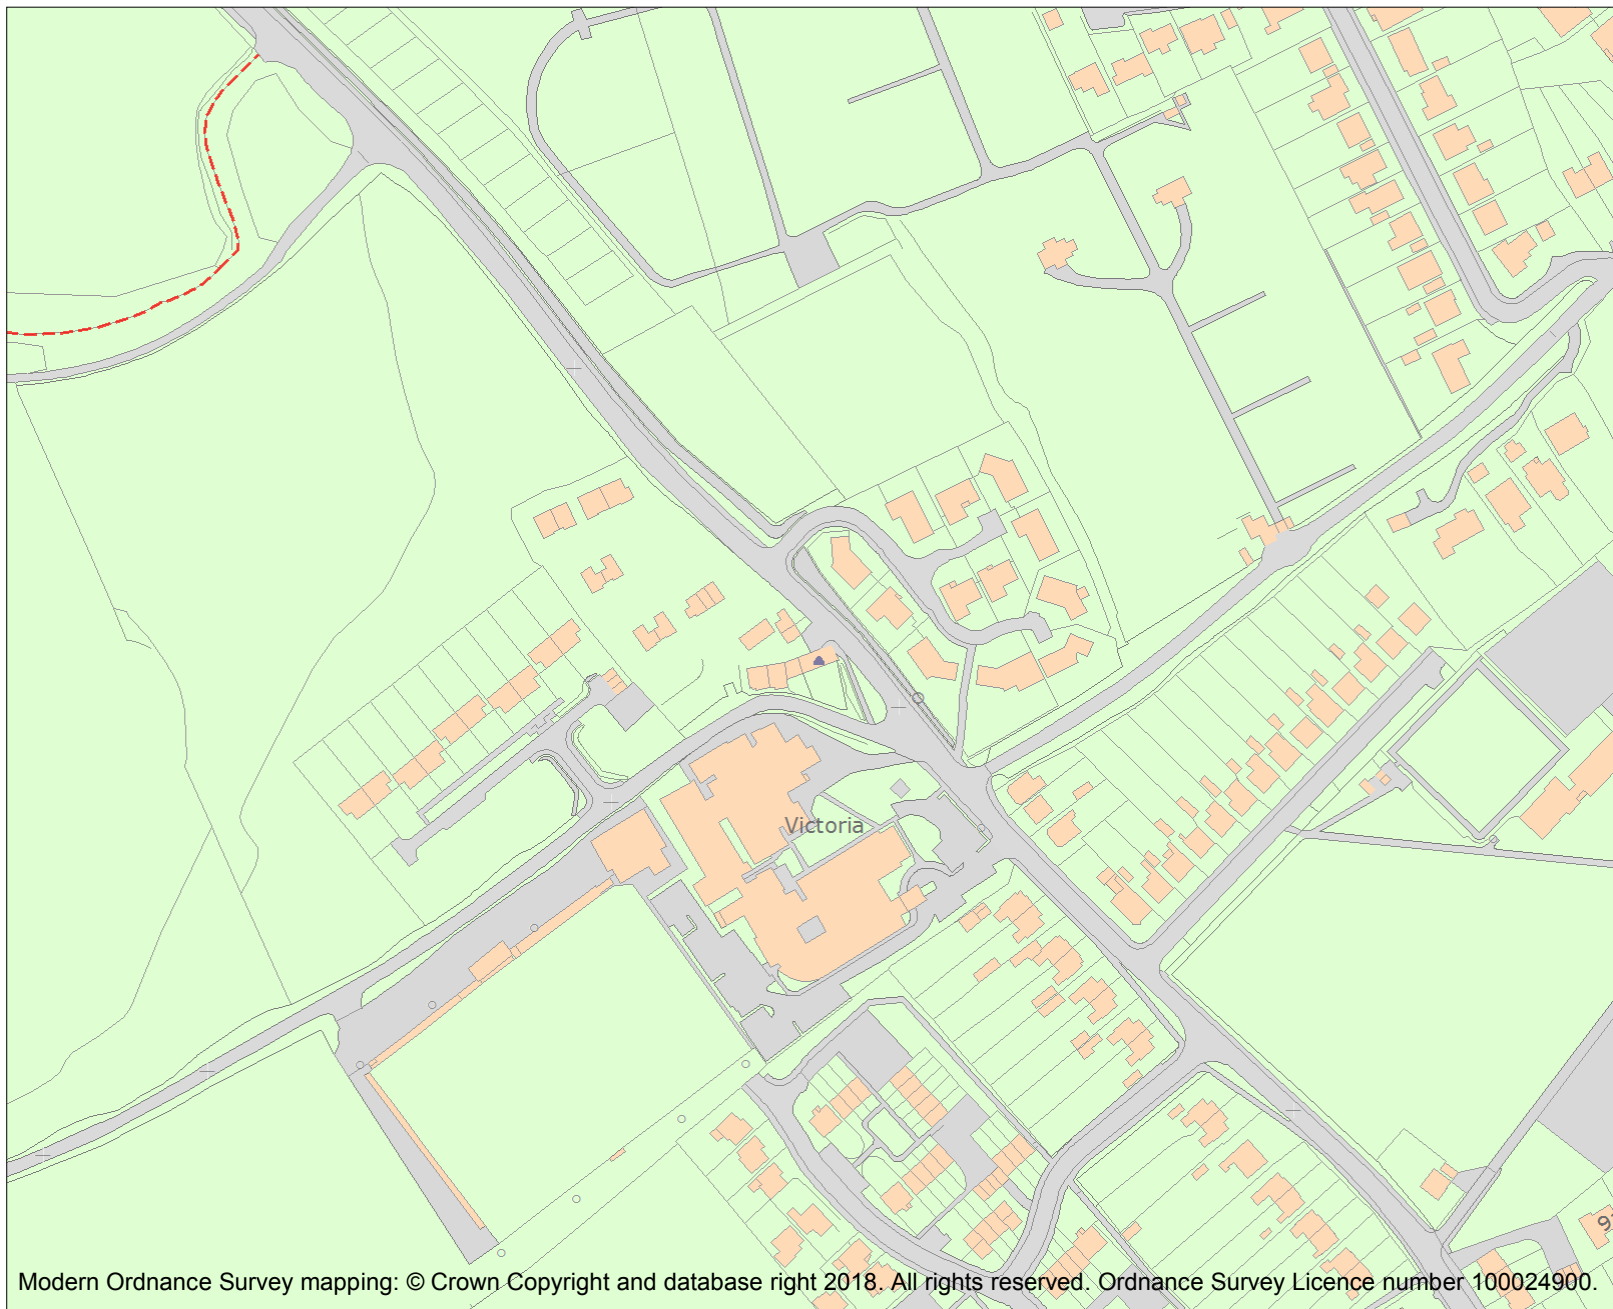 Victoria
Modern Ordnance Survey mapping: © Crown Copyright and database right 2018. All rights reserved. Ordnance Survey Licence number 100024900.